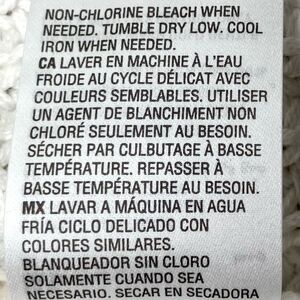 NON-CHLORINE BLEACH WHEN
NEEDED. TUMBLE DRY LOW. COOL
IRON WHEN NEEDED.
CA LAVER EN MACHINE À L'EAU
FROIDE AU CYCLE DÉLICAT AVEC
COULEURS SEMBLABLES. UTILISER
UN AGENT DE BLANCHIMENT NON
CHLORÉ SEULEMENT AU BESOIN.
SÉCHER PAR CULBUTAGE À BASSE
TEMPÉRATURE. REPASSER À
BASSE TEMPÉRATURE AU BESOIN.
MX LAVAR A MÁQUINA EN AGUA
FRÍA CICLO DELICADO CON
COLORES SIMILARES.
BLANQUEADOR SIN CLORO
SOLAMENTE CUANDO SEA
NECESARIO. SECAR EN SECADORA